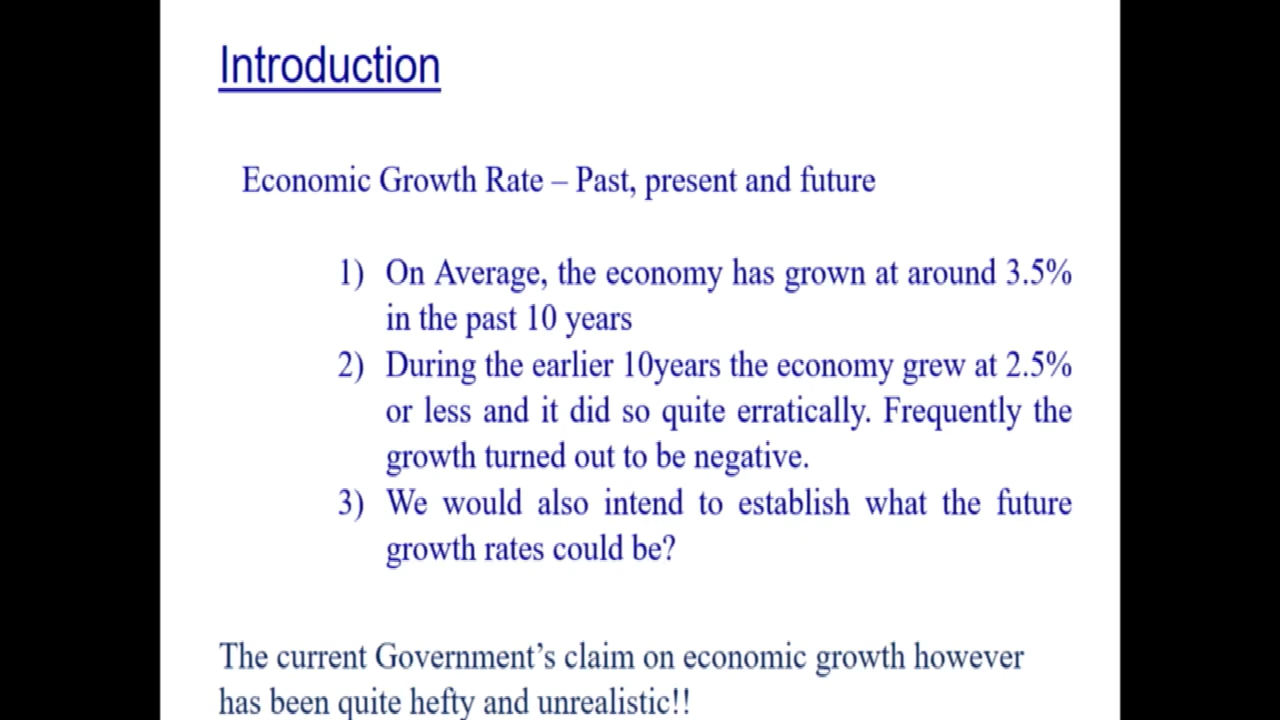 Introduction
Economic Growth Rate – Past, present and future
1) On Average, the economy has grown at around 3.5%
in the past 10 years
2) During the earlier 10years the economy grew at 2.5%
or less and it did so quite erratically. Frequently the
growth turned out to be negative.
3) We would also intend to establish what the future
growth rates could be?
The current Government’s claim on economic growth however
has been quite hefty and unrealistic!!